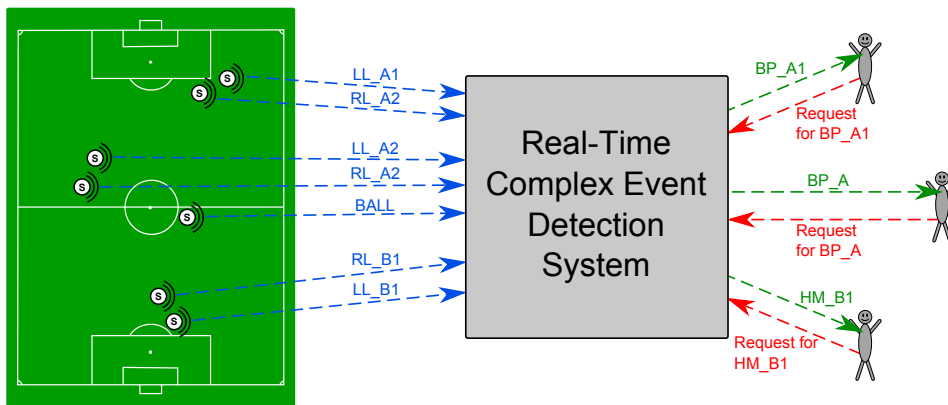 S
LL_A1
S
RL_A2
S
LL_A2
S
RL_A2
S
BALL
S
RL_B1
S
LL_B1
Real-Time
Complex Event
Detection
System
BP_A1
Request
for BP_A1
BP_A
Request
for BP_A
HM_B1
Request for
HM_B1